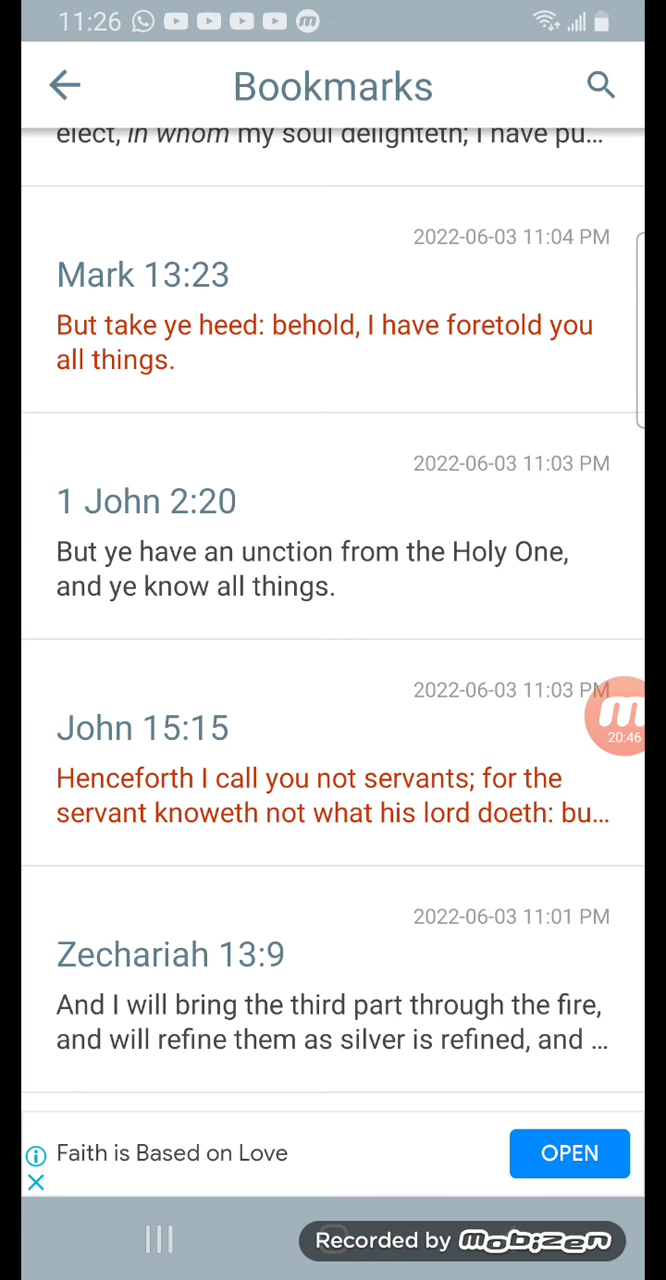 11:26
Bookmarks
elect, in whom my soul delighteth; I have pu...
2022-06-03 11:04 PM
Mark 13:23
But take ye heed: behold, I have foretold you
all things.
2022-06-03 11:03 PM
1 John 2:20
But ye have an unction from the Holy One,
and ye know all things.
2022-06-03 11:03 PM
John 15:15
20:46
Henceforth I call you not servants; for the
servant knoweth not what his lord doeth: bu...
2022-06-03 11:01 PM
Zechariah 13:9
And I will bring the third part through the fire,
and will refine them as silver is refined, and ...
Faith is Based on Love
OPEN
Recorded by mobizen